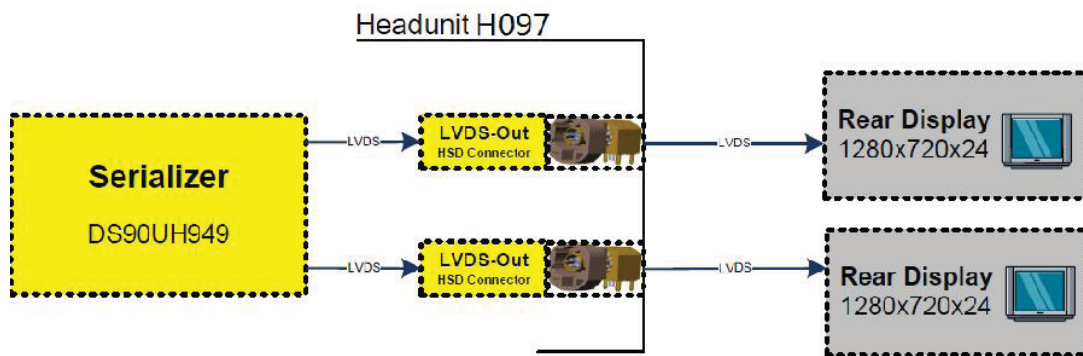 Headunit H097
Serializer
DS90UH949
LVDS
LVDS-Out
HSD Connector
LVDS
Rear Display
1280x720x24
LVDS
LVDS-Out
HSD Connector
LVDS
Rear Display
1280x720x24